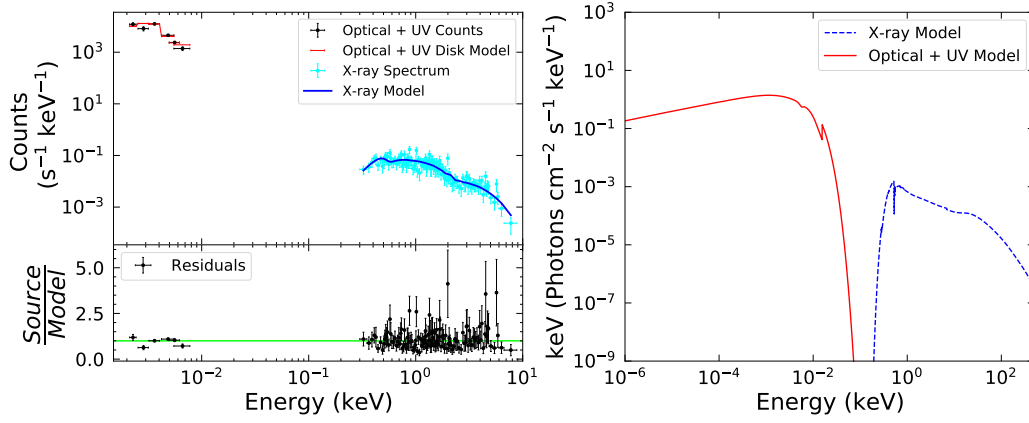 Counts
(s⁻¹ keV⁻¹)
10⁴
10¹
10⁻¹
10⁻³
Optical + UV Counts
Optical + UV Disk Model
X-ray Spectrum
X-ray Model
Source
Model
5.0
2.5
0.0
Residuals
10⁻² 10⁻¹ 10⁰ 10¹
Energy (keV)
keV (Photons cm⁻² s⁻¹ keV⁻¹)
10³
10¹
10⁻¹
10⁻³
10⁻⁵
10⁻⁷
10⁻⁹
X-ray Model
Optical + UV Model
10⁻⁶ 10⁻⁴ 10⁻² 10⁰ 10²
Energy (keV)